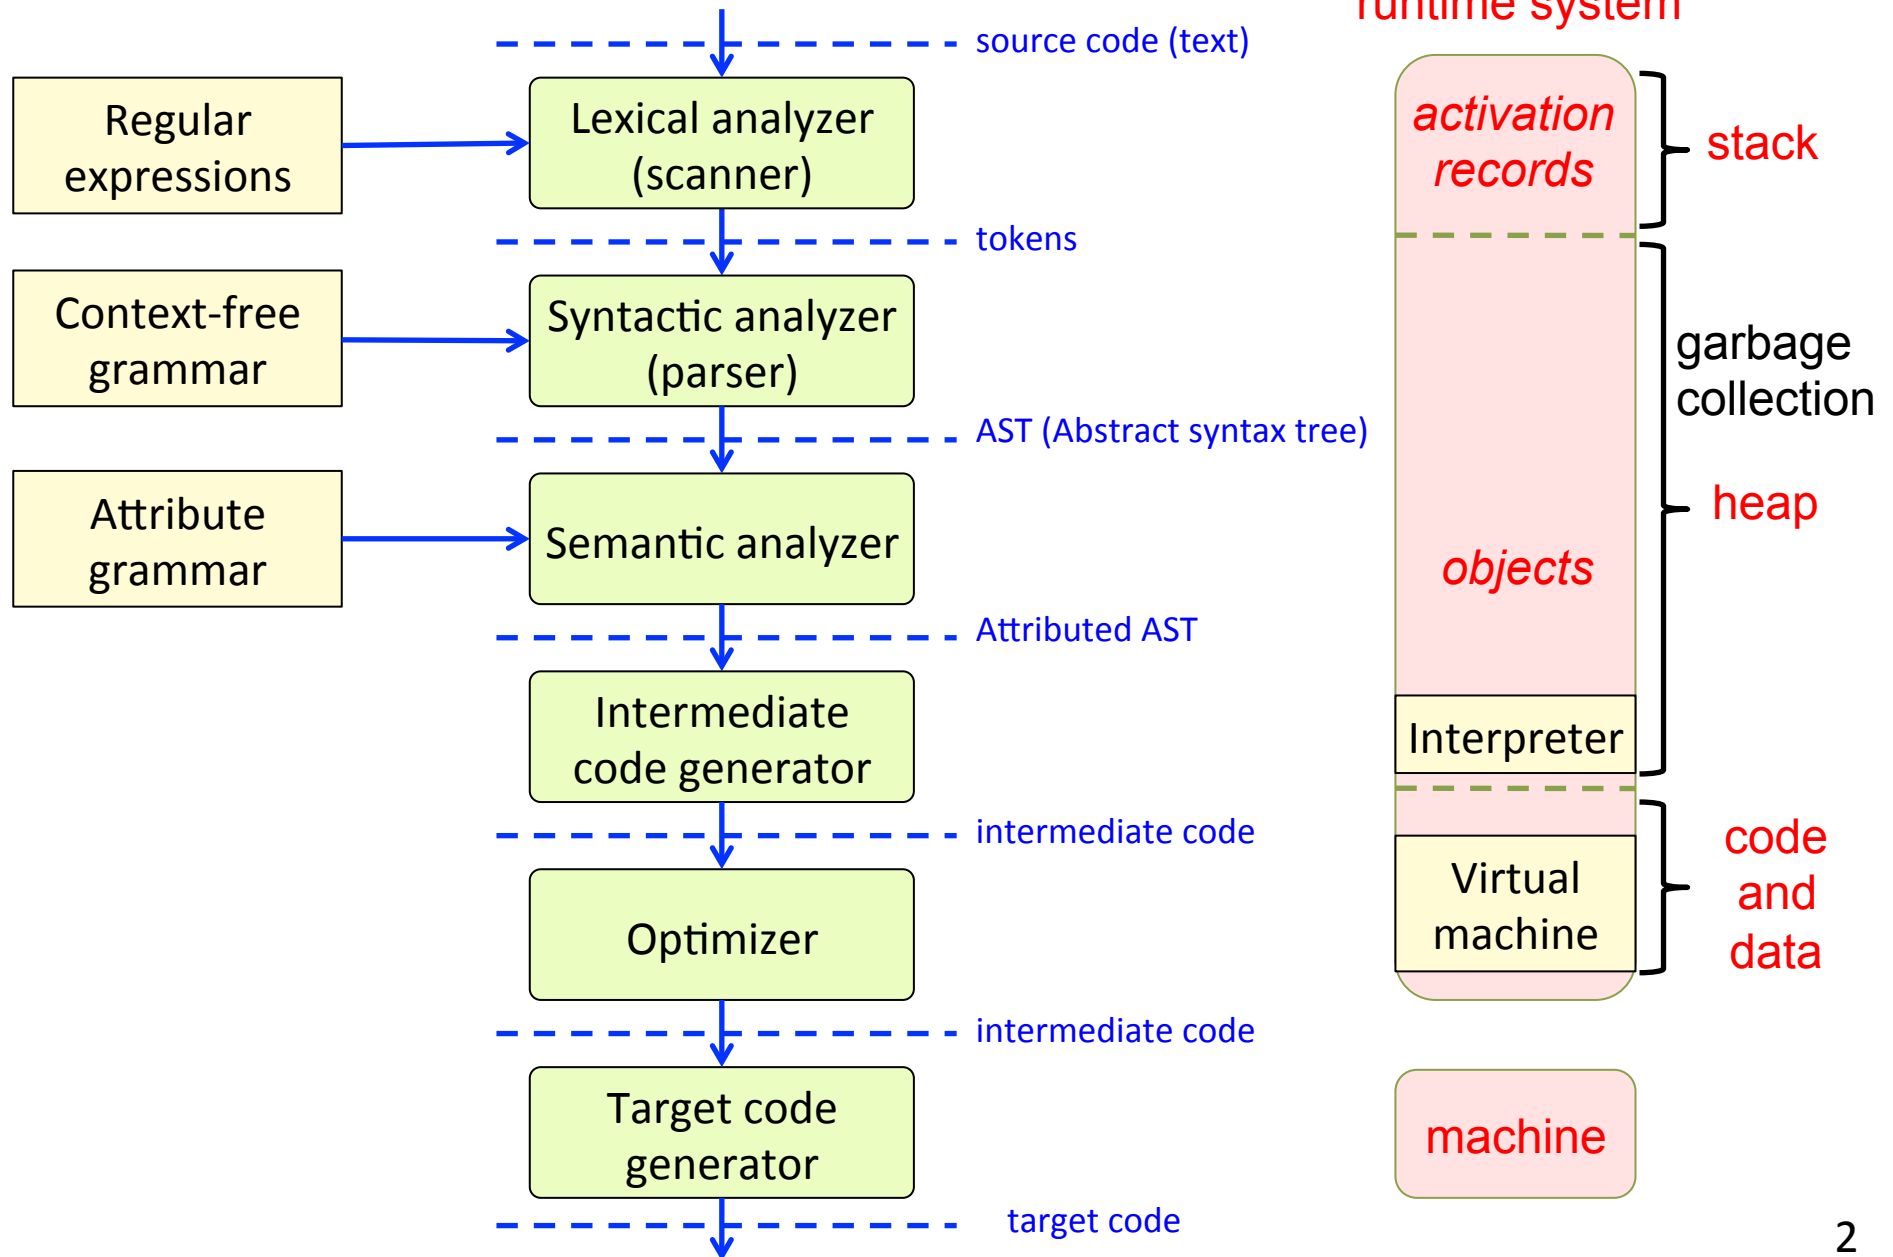 runtime system
source code (text)
Regular
expressions
Lexical analyzer
(scanner)
activation
records
stack
tokens
Context-free
grammar
Syntactic analyzer
(parser)
garbage
collection
AST (Abstract syntax tree)
Attribute
grammar
Semantic analyzer
heap
objects
Attributed AST
Intermediate
code generator
Interpreter
intermediate code
code
and
data
Virtual
machine
Optimizer
intermediate code
Target code
generator
machine
target code
2